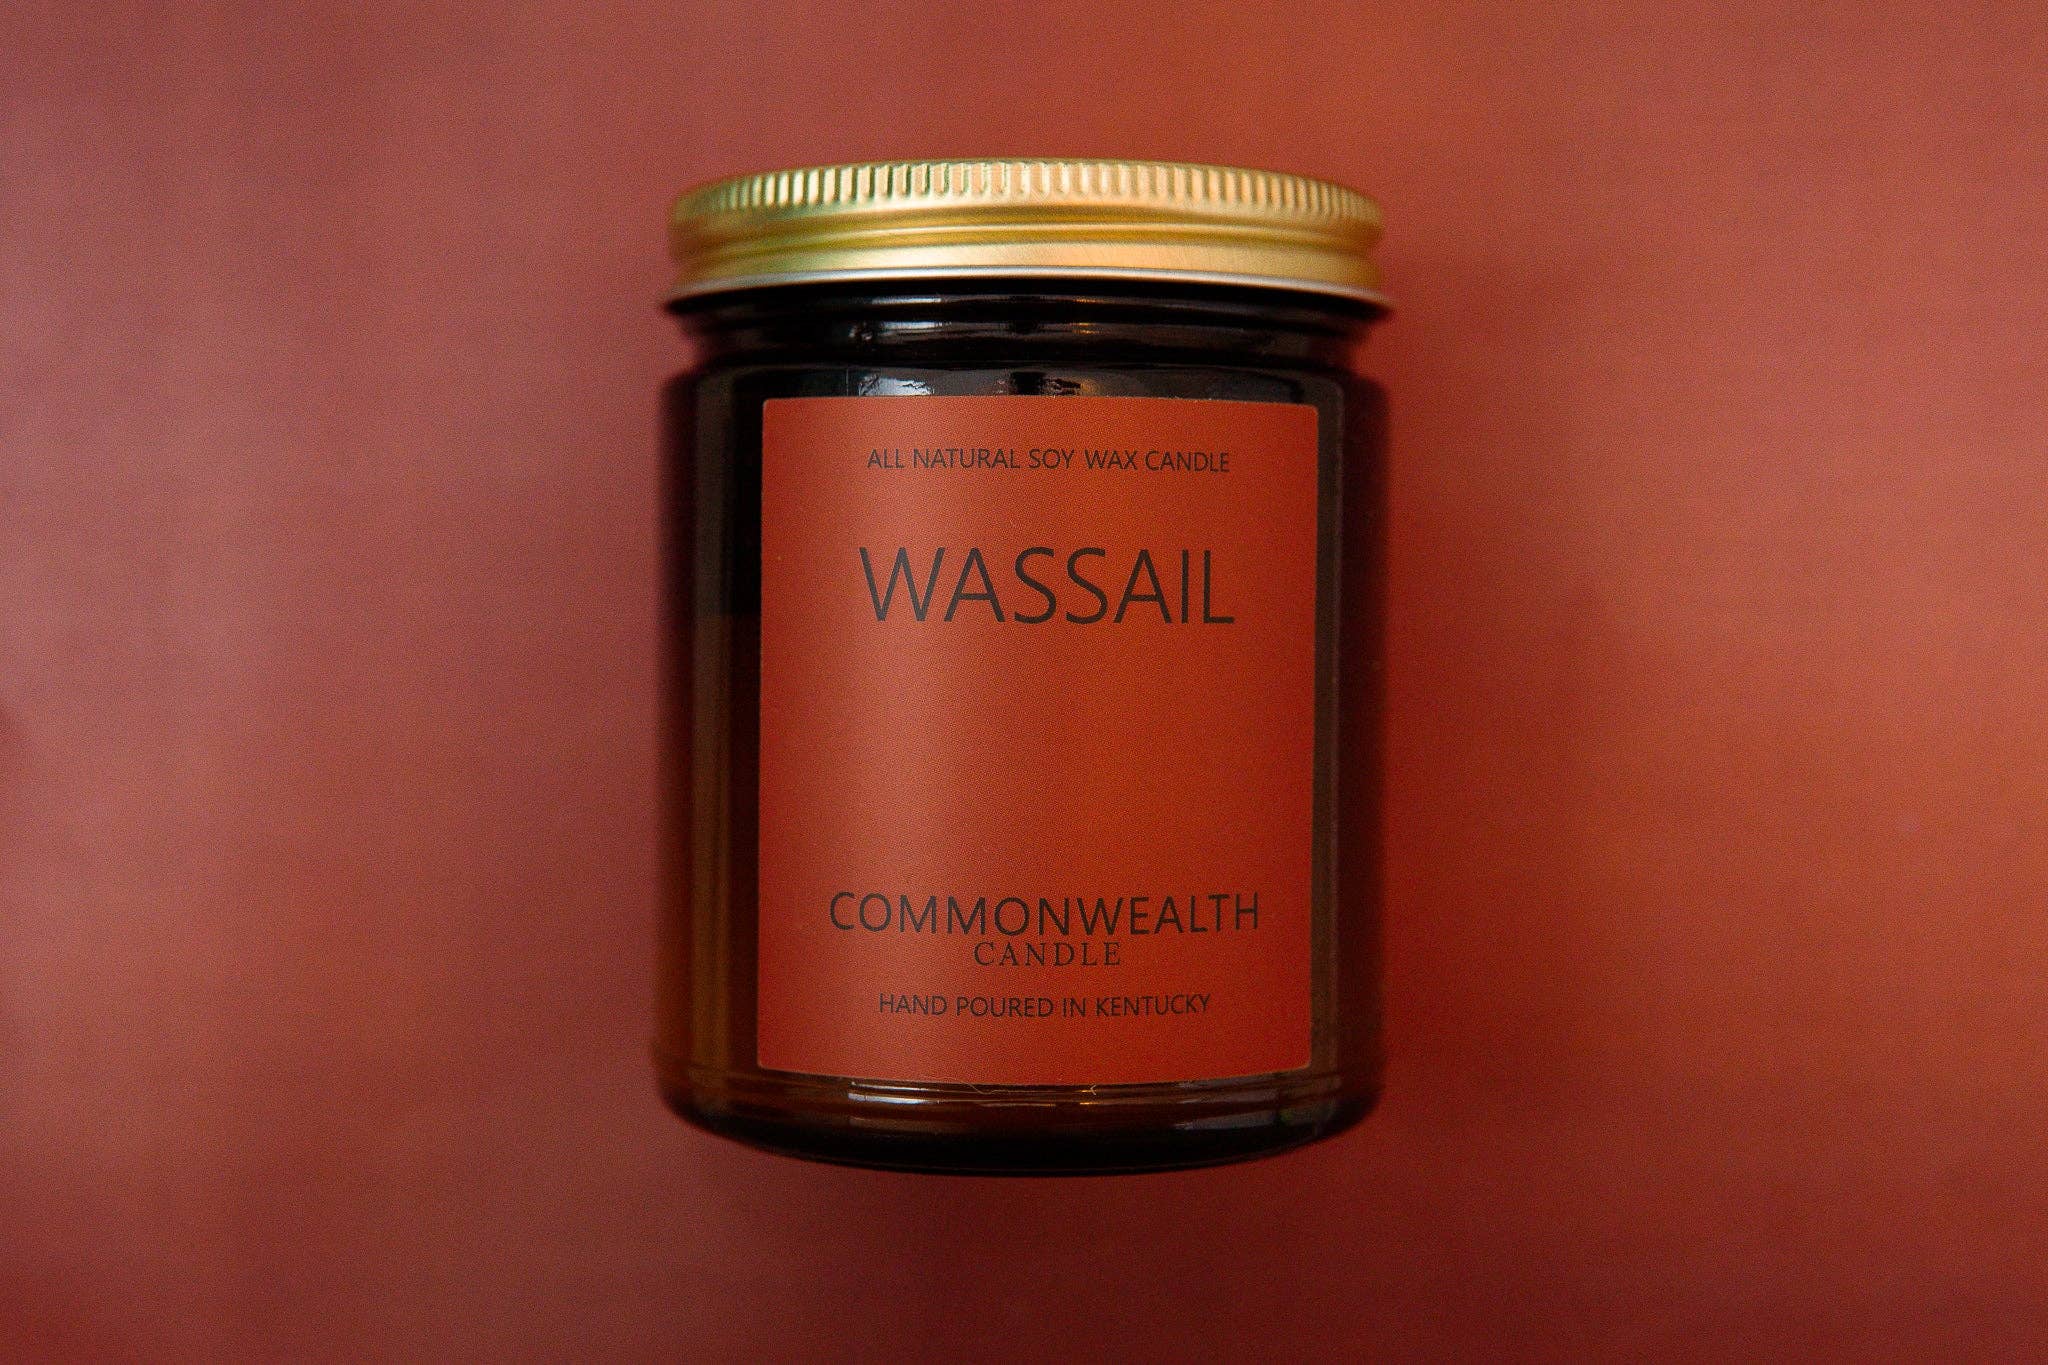 ALL NATURAL SOY WAX CANDLE
WASSAIL
COMMONWEALTH
CANDLE
HAND POURED IN KENTUCKY